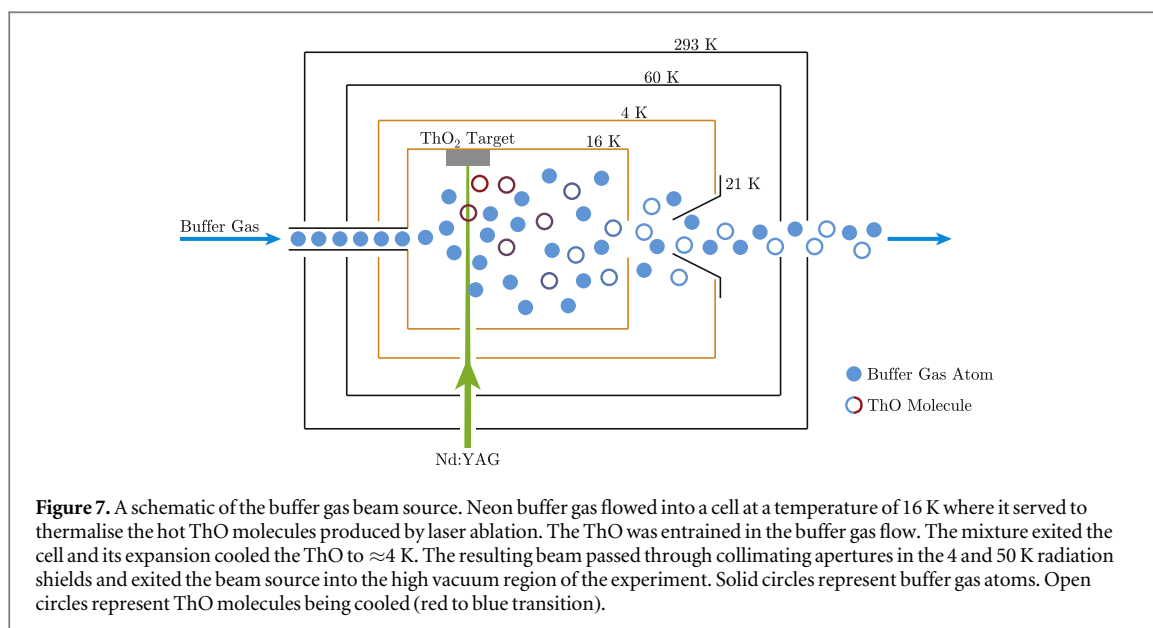 293 K
60 K
4 K
ThO₂ Target
16 K
21 K
Buffer Gas
Buffer Gas Atom
ThO Molecule
Nd:YAG
Figure 7. A schematic of the buffer gas beam source. Neon buffer gas flowed into a cell at a temperature of 16 K where it served to
thermalise the hot ThO molecules produced by laser ablation. The ThO was entrained in the buffer gas flow. The mixture exited the
cell and its expansion cooled the ThO to ≈4 K. The resulting beam passed through collimating apertures in the 4 and 50 K radiation
shields and exited the beam source into the high vacuum region of the experiment. Solid circles represent buffer gas atoms. Open
circles represent ThO molecules being cooled (red to blue transition).